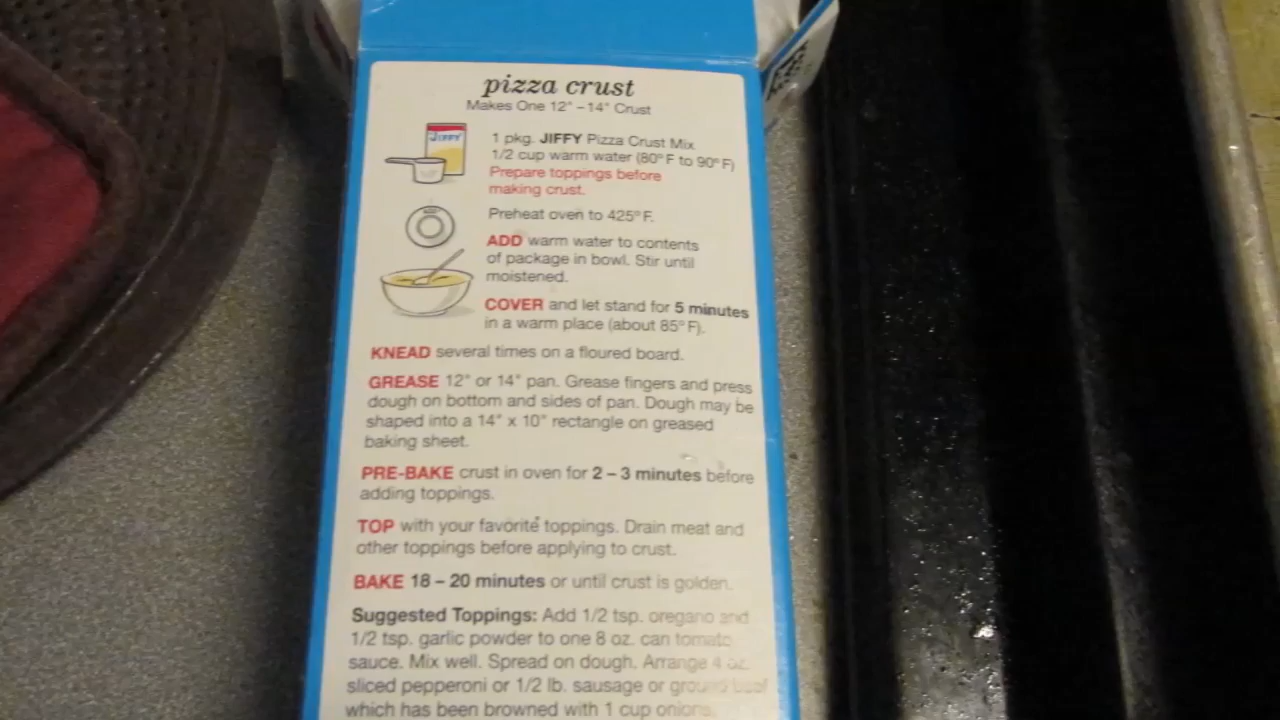 pizza crust
Makes One 12" – 14" Crust
JIFFY
1 pkg. JIFFY Pizza Crust Mix
1/2 cup warm water (80° F to 90° F)
Prepare toppings before
making crust.
Preheat oven to 425° F.
ADD warm water to contents
of package in bowl. Stir until
moistened.
COVER and let stand for 5 minutes
in a warm place (about 85° F).
KNEAD several times on a floured board.
GREASE 12" or 14" pan. Grease fingers and press
dough on bottom and sides of pan. Dough may be
shaped into a 14" x 10" rectangle on greased
baking sheet.
PRE-BAKE crust in oven for 2 – 3 minutes before
adding toppings.
TOP with your favorite toppings. Drain meat and
other toppings before applying to crust.
BAKE 18 – 20 minutes or until crust is golden.
Suggested Toppings: Add 1/2 tsp. oregano and
1/2 tsp. garlic powder to one 8 oz. can tomato
sauce. Mix well. Spread on dough. Arrange 4 oz.
sliced pepperoni or 1/2 lb. sausage or ground beef
which has been browned with 1 cup onions,